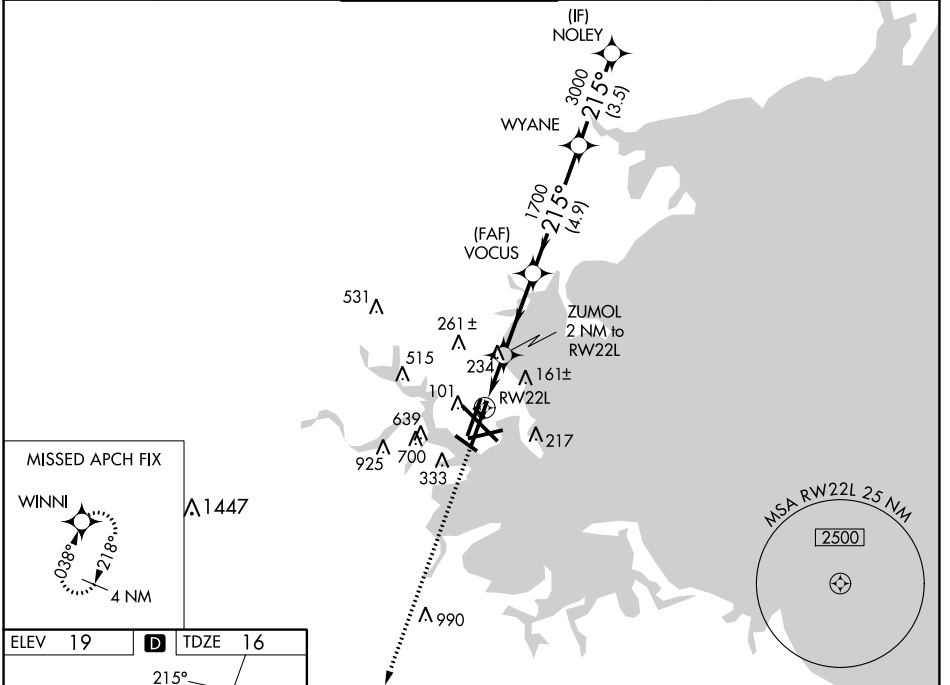 (IF)
NOLEY
3000
215°
(3.5)
WYANE
1700
215°
(4.9)
(FAF)
VOCUS
ZUMOL
2 NM to
RW22L
531
261±
234
515
161±
101
RW22L
639
700
925
333
217
MISSED APCH FIX
WINNI
038°
218°
4 NM
1447
MSA RW22L 25 NM
2500
990
ELEV 19 D TDZE 16
215°